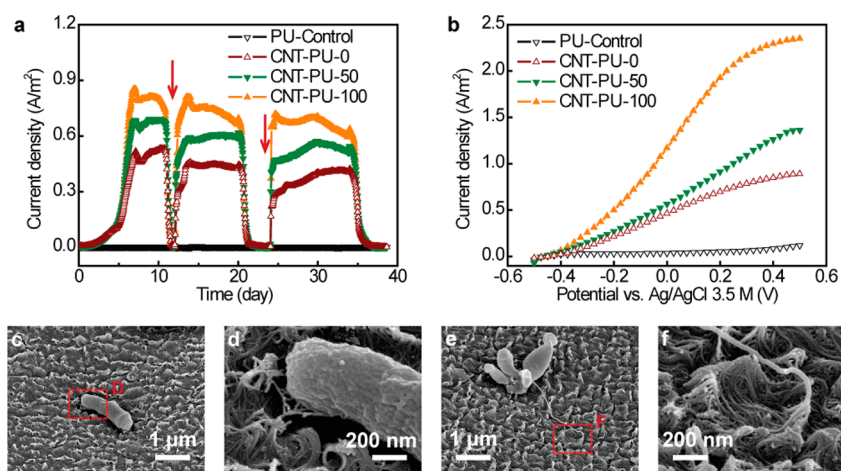 a
1.2
0.9
0.6
0.3
0.0
Current density (A/m²)
0
10
20
30
40
Time (day)
PU-Control
CNT-PU-0
CNT-PU-50
CNT-PU-100
b
2.5
2.0
1.5
1.0
0.5
0.0
Current density (A/m²)
-0.6
-0.4
-0.2
0.0
0.2
0.4
0.6
Potential vs. Ag/AgCl 3.5 M (V)
PU-Control
CNT-PU-0
CNT-PU-50
CNT-PU-100
c
D
1 µm
d
200 nm
e
F
1 µm
f
200 nm